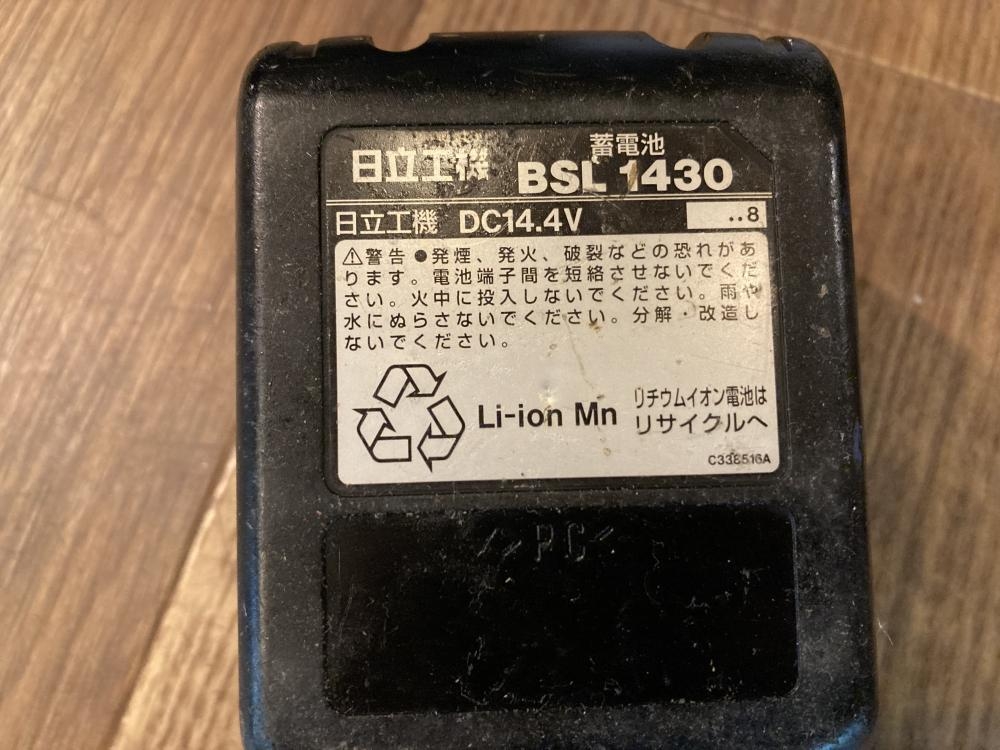 蓄電池
日立工機 BSL 1430
日立工機 DC14.4V ..8
⚠警告 ●発煙、発火、破裂などの恐れがあ
ります。電池端子間を短絡させないでくだ
さい。火中に投入しないでください。雨や
水にぬらさないでください。分解・改造し
ないでください。
Li-ion Mn
リチウムイオン電池は
リサイクルへ
C338516A
>PC<